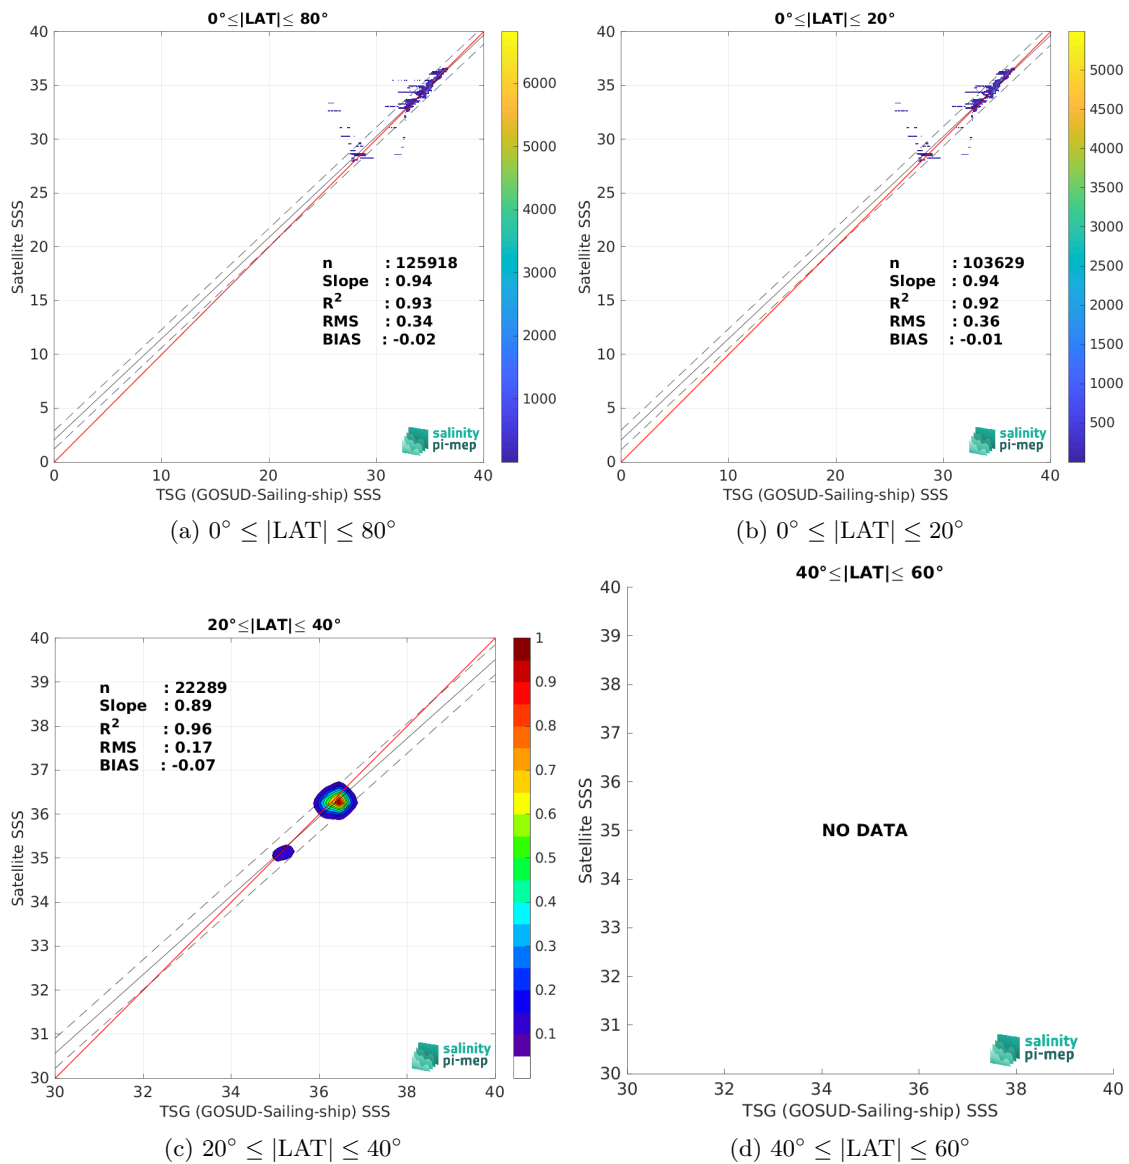 0°≤|LAT|≤ 80°
40
35
30
25
20
15
10
5
0
Satellite SSS
n : 125918
Slope : 0.94
R² : 0.93
RMS : 0.34
BIAS : -0.02
salinity
pi-mep
0 10 20 30 40
TSG (GOSUD-Sailing-ship) SSS
6000
5000
4000
3000
2000
1000
(a) 0° ≤ |LAT| ≤ 80°
0°≤|LAT|≤ 20°
40
35
30
25
20
15
10
5
0
Satellite SSS
n : 103629
Slope : 0.94
R² : 0.92
RMS : 0.36
BIAS : -0.01
salinity
pi-mep
0 10 20 30 40
TSG (GOSUD-Sailing-ship) SSS
5000
4500
4000
3500
3000
2500
2000
1500
1000
500
(b) 0° ≤ |LAT| ≤ 20°
20°≤|LAT|≤ 40°
40
39
38
37
36
35
34
33
32
31
30
Satellite SSS
n : 22289
Slope : 0.89
R² : 0.96
RMS : 0.17
BIAS : -0.07
salinity
pi-mep
30 32 34 36 38 40
TSG (GOSUD-Sailing-ship) SSS
1
0.9
0.8
0.7
0.6
0.5
0.4
0.3
0.2
0.1
(c) 20° ≤ |LAT| ≤ 40°
40°≤|LAT|≤ 60°
40
39
38
37
36
35
34
33
32
31
30
Satellite SSS
NO DATA
salinity
pi-mep
30 32 34 36 38 40
TSG (GOSUD-Sailing-ship) SSS
(d) 40° ≤ |LAT| ≤ 60°